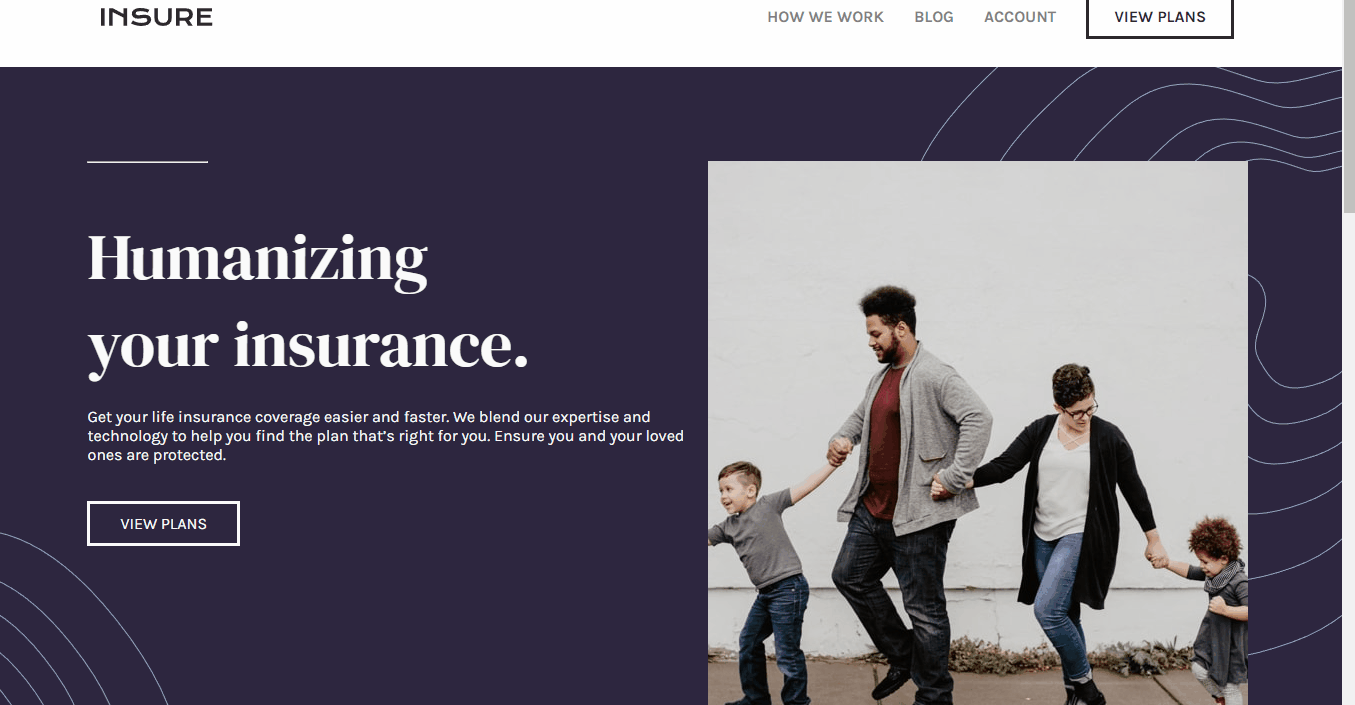 INSURE
HOW WE WORK
BLOG
ACCOUNT
VIEW PLANS
Humanizing
your insurance.
Get your life insurance coverage easier and faster. We blend our expertise and
technology to help you find the plan that’s right for you. Ensure you and your loved
ones are protected.
VIEW PLANS